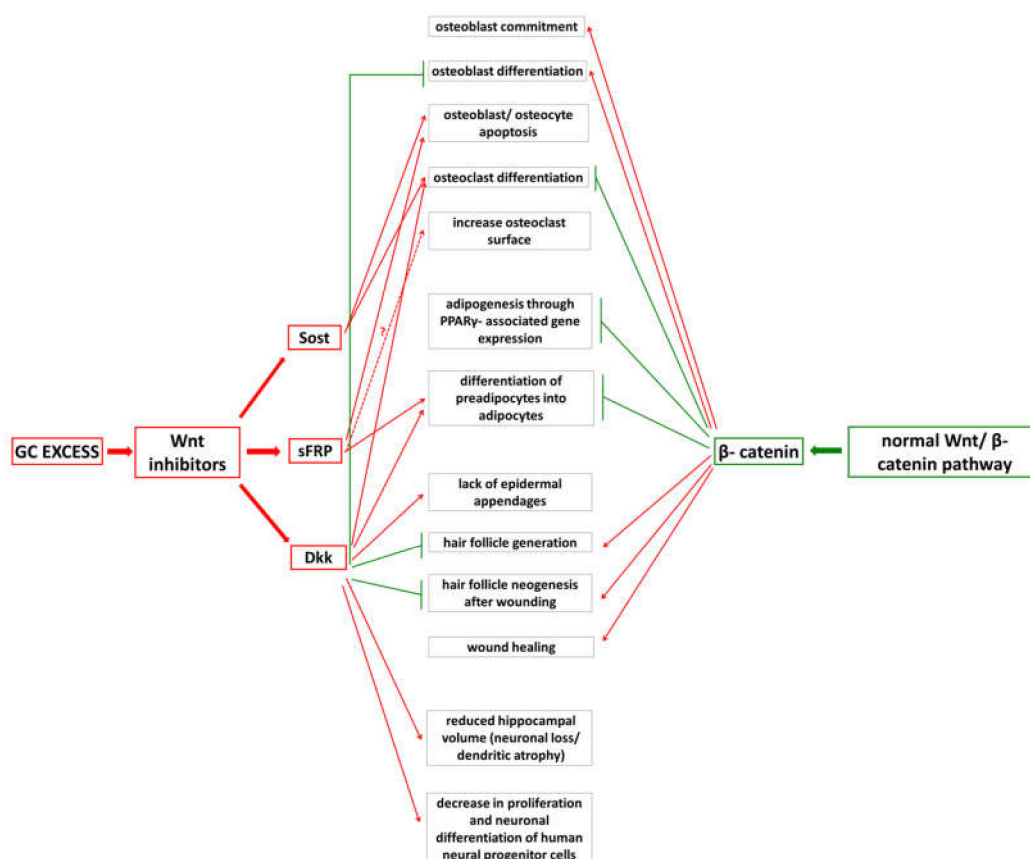 osteoblast commitment
osteoblast differentiation
osteoblast/ osteocyte
apoptosis
osteoclast differentiation
increase osteoclast
surface
adipogenesis through
PPARγ- associated gene
expression
?
Sost
differentiation of
preadipocytes into
adipocytes
GC EXCESS
Wnt
inhibitors
sFRP
β- catenin
normal Wnt/ β-
catenin pathway
lack of epidermal
appendages
hair follicle generation
Dkk
hair follicle neogenesis
after wounding
wound healing
reduced hippocampal
volume (neuronal loss/
dendritic atrophy)
decrease in proliferation
and neuronal
differentiation of human
neural progenitor cells